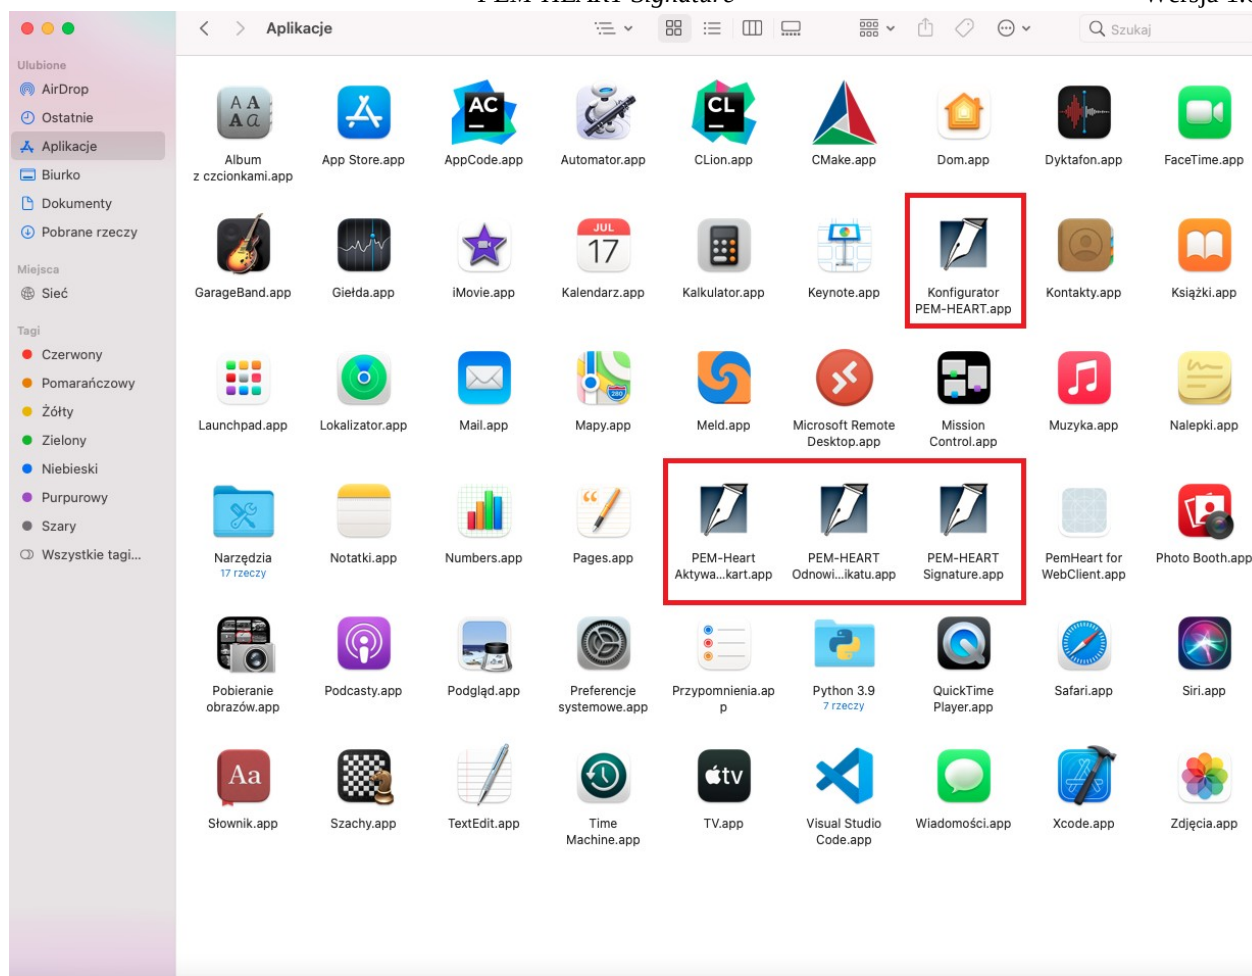 PEM-HEART Signature
Aplikacje
Szukaj
Ulubione
AirDrop
Ostatnie
Aplikacje
Biurko
Dokumenty
Pobrane rzeczy
Miejsca
Sieć
Tagi
Czerwony
Pomarańczowy
Żółty
Zielony
Niebieski
Purpurowy
Szary
Wszystkie tagi...
Album
z czcionkami.app
App Store.app
AC
AppCode.app
Automator.app
CL
CLion.app
CMake.app
Dom.app
Dyktafon.app
FaceTime.app
GarageBand.app
Giełda.app
iMovie.app
JUL
17
Kalendarz.app
Kalkulator.app
Keynote.app
Konfigurator
PEM-HEART.app
Kontakty.app
Książki.app
Launchpad.app
Lokalizator.app
Mail.app
280
Mapy.app
Meld.app
Microsoft Remote
Desktop.app
Mission
Control.app
Muzyka.app
Nalepki.app
Narzędzia
17 rzeczy
Notatki.app
Numbers.app
Pages.app
PEM-Heart
Aktywa...kart.app
PEM-HEART
Odnowi...ikatu.app
PEM-HEART
Signature.app
PemHeart for
WebClient.app
Photo Booth.app
Pobieranie
obrazów.app
Podcasty.app
Podgląd.app
Preferencje
systemowe.app
Przypomnienia.ap
p
Python 3.9
7 rzeczy
QuickTime
Player.app
Safari.app
Siri.app
Aa
Słownik.app
Szachy.app
TextEdit.app
Time
Machine.app
tv
TV.app
Visual Studio
Code.app
Wiadomości.app
Xcode.app
Zdjęcia.app